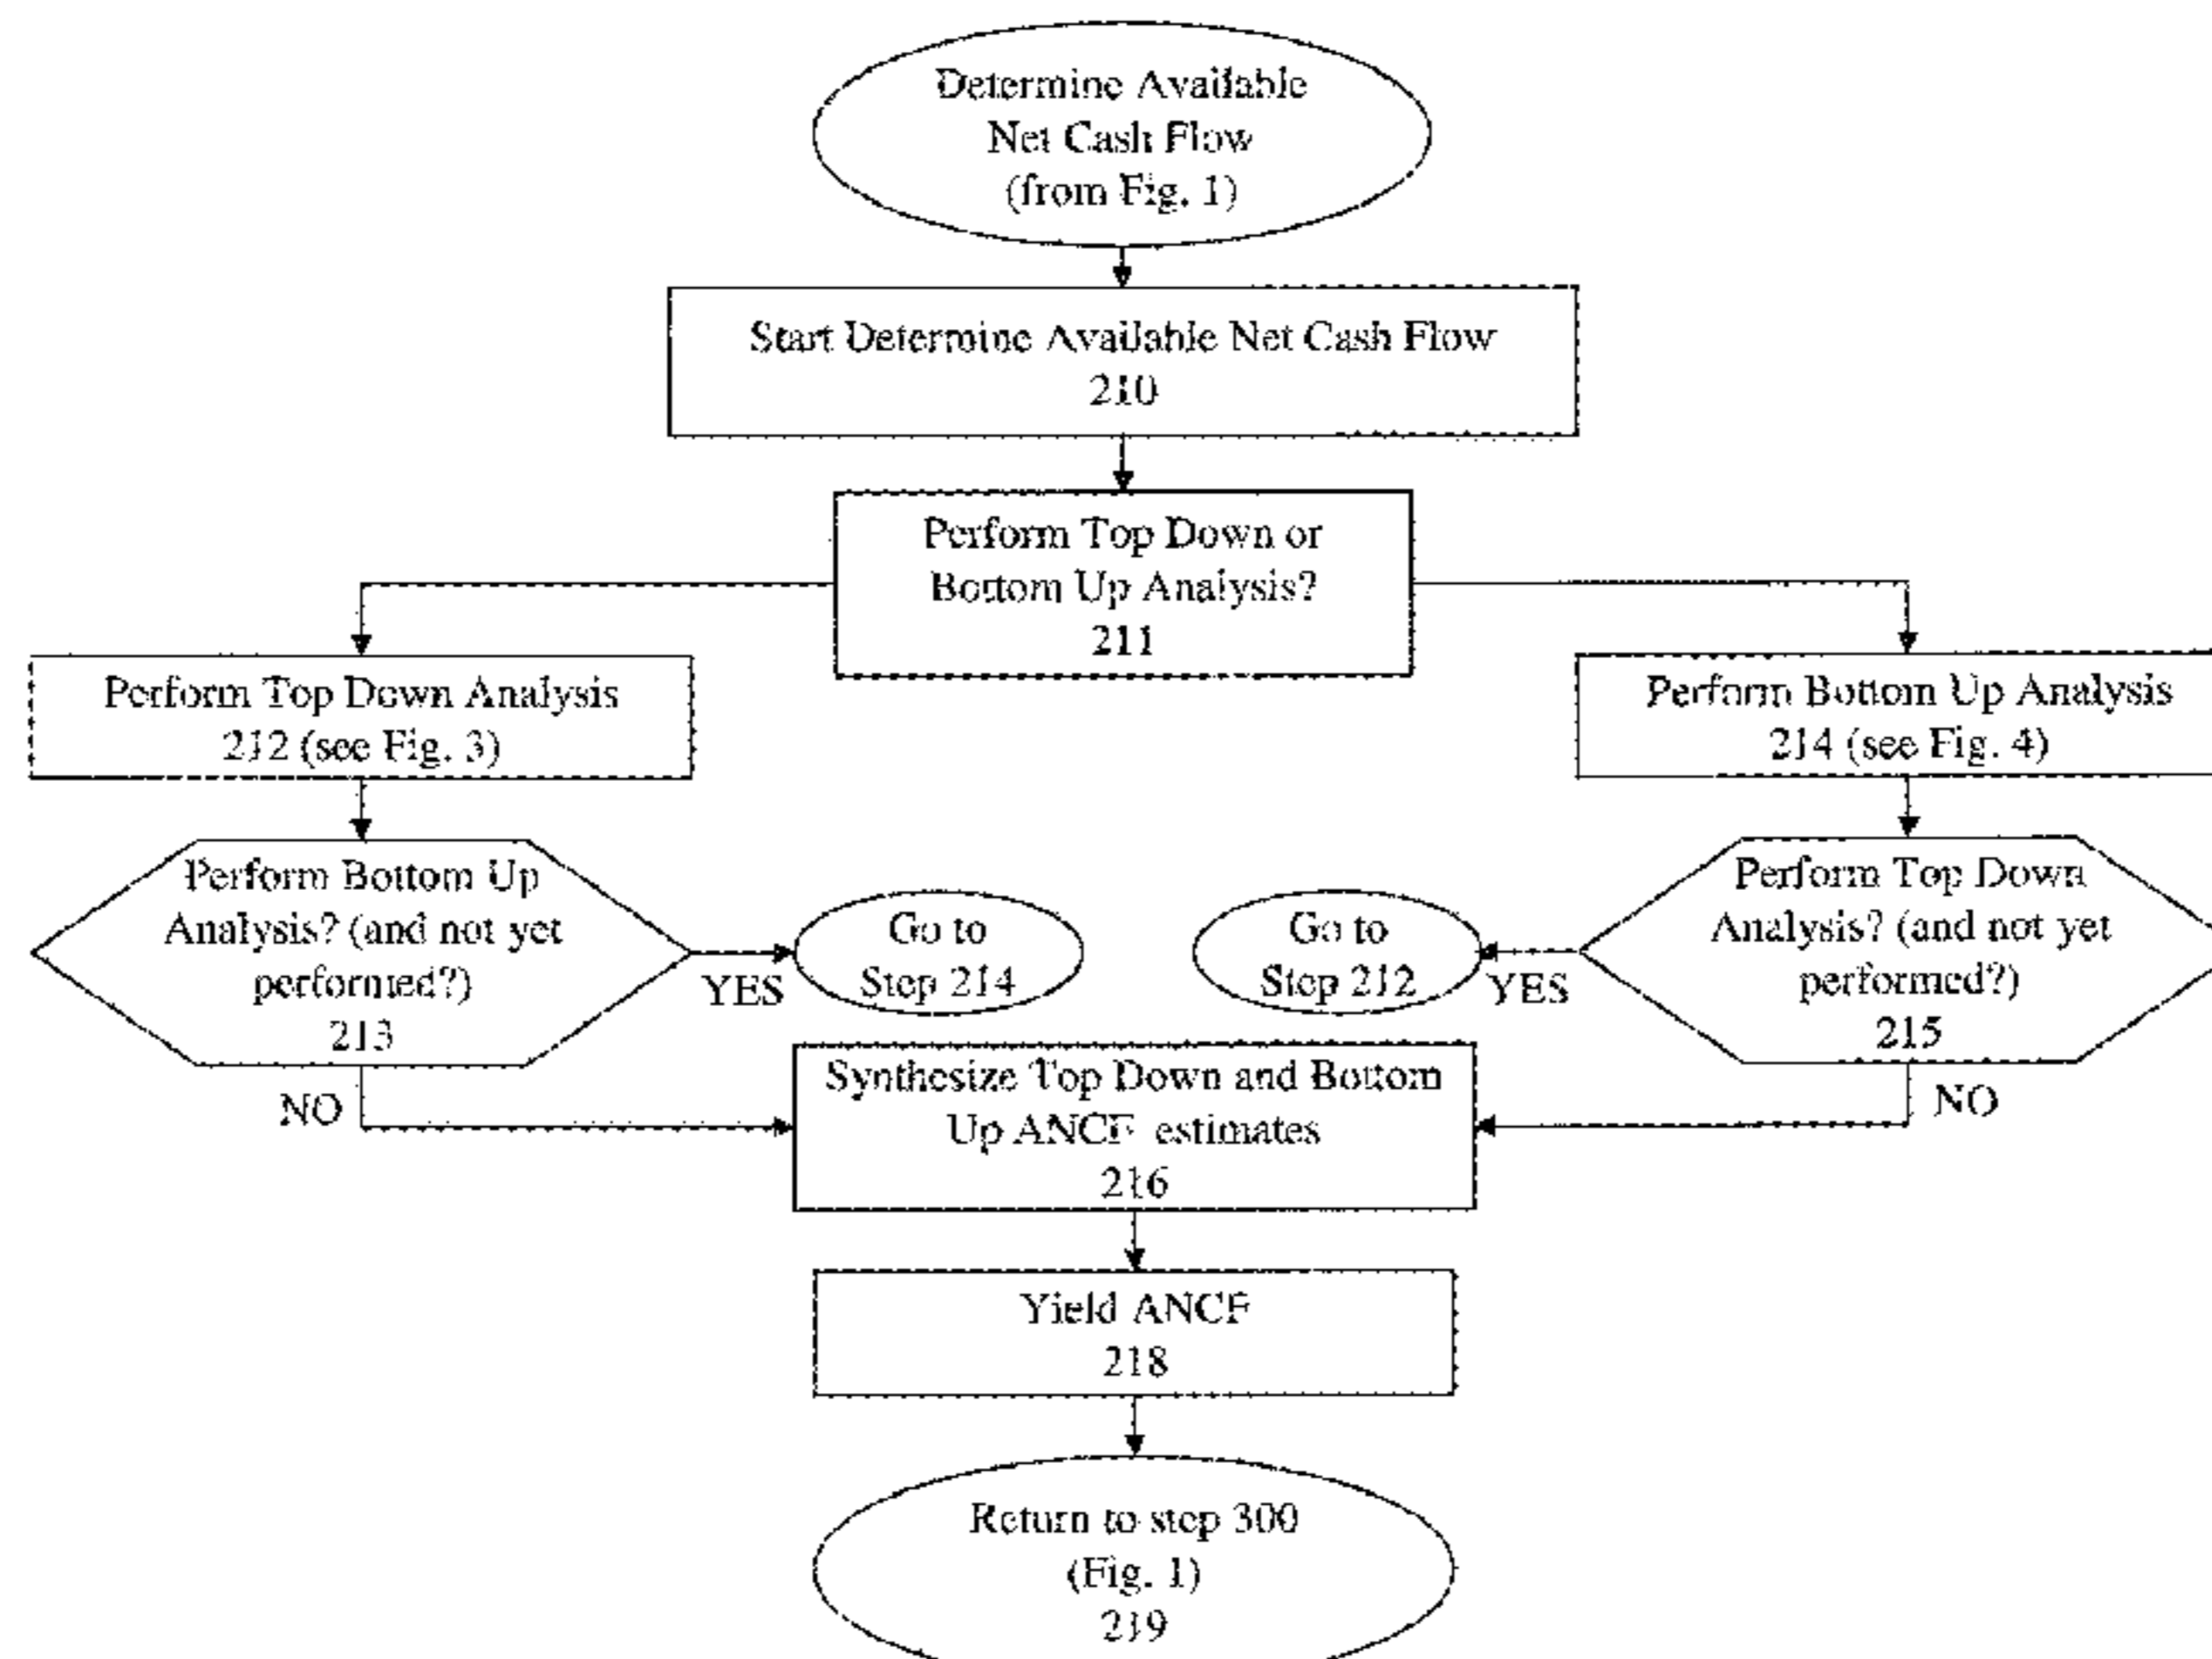 Determine Available
Net Cash Flow
(from Fig. 1)
Start Determine Available Net Cash Flow
210
Perform Top Down or
Bottom Up Analysis?
211
Perform Top Down Analysis
212 (see Fig. 3)
Perform Bottom Up Analysis
214 (see Fig. 4)
Perform Bottom Up
Analysis? (and not yet
performed?)
213
YES
Go to
Step 214
Go to
Step 212
YES
Perform Top Down
Analysis? (and not yet
performed?)
215
NO
Synthesize Top Down and Bottom
Up ANCF estimates
216
NO
Yield ANCF
218
Return to step 300
(Fig. 1)
219